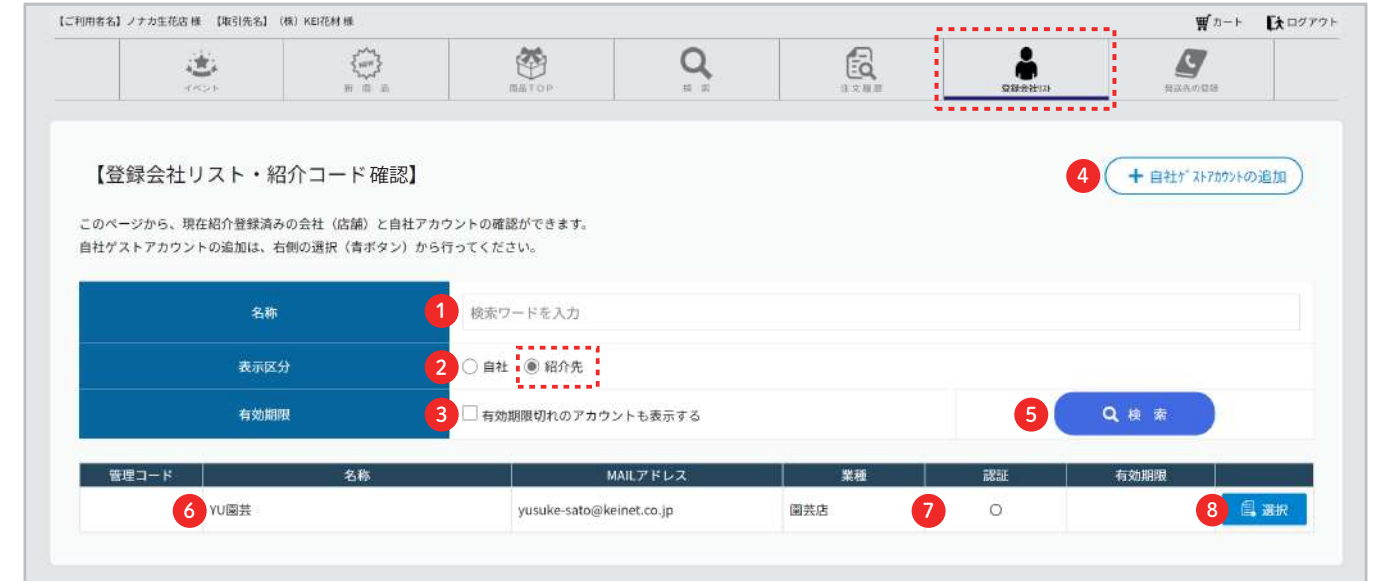 【ご利用者名】ノナカ生花店 様 【取引先名】（株）KEI花材 様
カート ログアウト
イベント
NEW
新 商 品
商品TOP
検 索
注文履歴
登録会社リスト
発送先の登録
【登録会社リスト・紹介コード 確認】
4
+ 自社ｹﾞｽﾄｱｶｳﾝﾄの追加
このページから、現在紹介登録済みの会社（店舗）と自社アカウントの確認ができます。
自社ゲストアカウントの追加は、右側の選択（青ボタン）から行ってください。
名称 1 検索ワードを入力
表示区分 2 自社 紹介先
有効期限 3 有効期限切れのアカウントも表示する 5 検 索
管理コード 名称 MAILアドレス 業種 認証 有効期限
6 YU園芸 yusuke-sato@keinet.co.jp 園芸店 7 ○ 8 選択